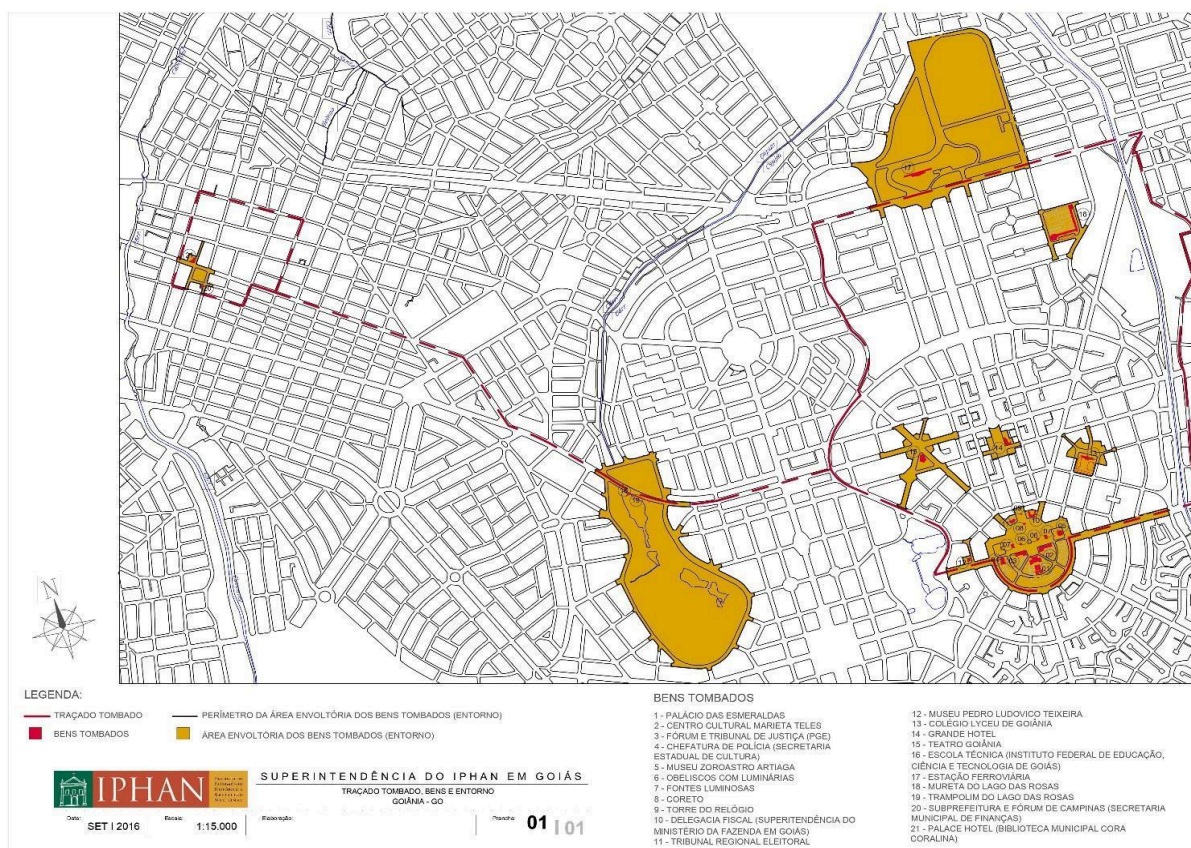 17
16
15
14
19
N
LEGENDA:
TRAÇADO TOMBADO
PERÍMETRO DA ÁREA ENVOLTÓRIA DOS BENS TOMBADOS (ENTORNO)
BENS TOMBADOS
ÁREA ENVOLTÓRIA DOS BENS TOMBADOS (ENTORNO)
IPHAN
SUPERINTENDÊNCIA DO IPHAN EM GOIÁS
TRAÇADO TOMBADO, BENS E ENTORNO
GOIÂNIA - GO
Data: SET | 2016
Escala: 1:15.000
Elaboração:
Prancha: 01 | 01
BENS TOMBADOS
1 - PALÁCIO DAS ESMERALDAS
2 - CENTRO CULTURAL MARIETA TELES
3 - FÓRUM E TRIBUNAL DE JUSTIÇA (PGE)
4 - CHEFATURA DE POLÍCIA (SECRETARIA
ESTADUAL DE CULTURA)
5 - MUSEU ZOROASTRO ARTIAGA
6 - OBELISCOS COM LUMINÁRIAS
7 - FONTES LUMINOSAS
8 - CORETO
9 - TORRE DO RELÓGIO
10 - DELEGACIA FISCAL (SUPERITENDÊNCIA DO
MINISTÉRIO DA FAZENDA EM GOIÁS)
11 - TRIBUNAL REGIONAL ELEITORAL
12 - MUSEU PEDRO LUDOVICO TEIXEIRA
13 - COLÉGIO LYCEU DE GOIÂNIA
14 - GRANDE HOTEL
15 - TEATRO GOIÂNIA
16 - ESCOLA TÉCNICA (INSTITUTO FEDERAL DE EDUCAÇÃO,
CIÊNCIA E TECNOLOGIA DE GOIÁS)
17 - ESTAÇÃO FERROVIÁRIA
18 - MURETA DO LAGO DAS ROSAS
19 - TRAMPOLIM DO LAGO DAS ROSAS
20 - SUBPREFEITURA E FÓRUM DE CAMPINAS (SECRETARIA
MUNICIPAL DE FINANÇAS)
21 - PALACE HOTEL (BIBLIOTECA MUNICIPAL CORA
CORALINA)